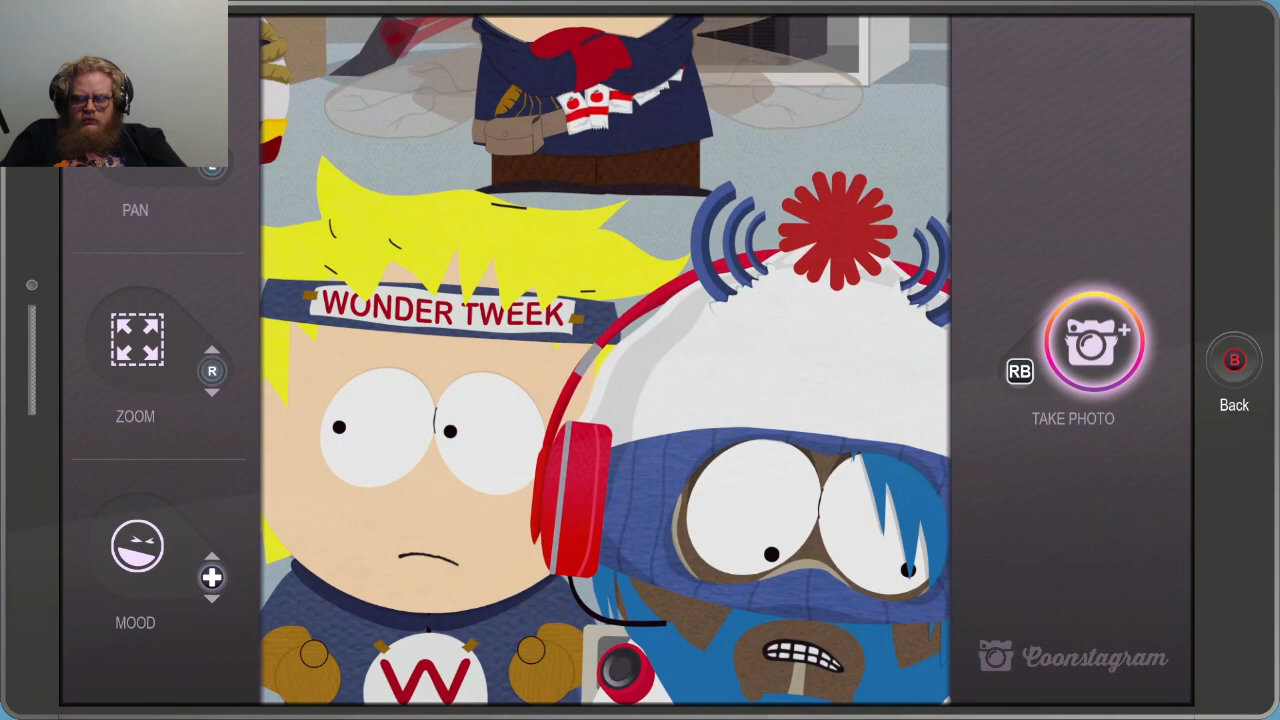 PAN
WONDER TWEEK
R
RB
B
ZOOM
TAKE PHOTO
Back
MOOD
W
Coonstagram